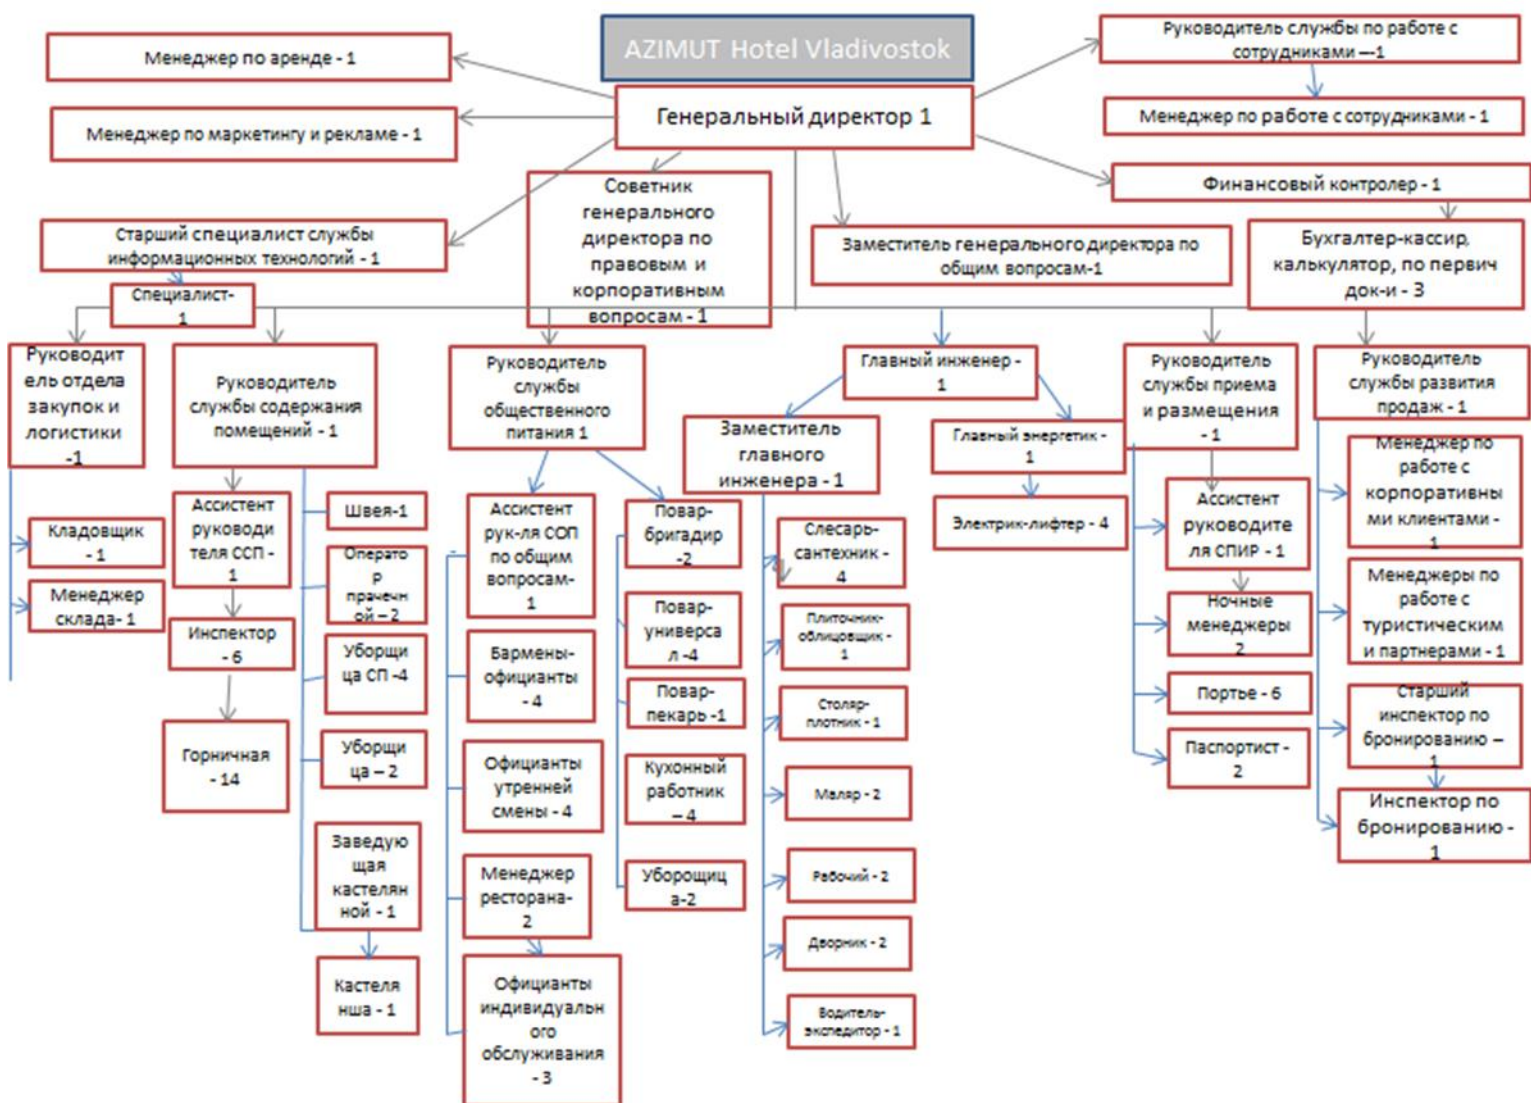 AZIMUT Hotel Vladivostok
Генеральный директор 1
Менеджер по аренде - 1
Менеджер по маркетингу и рекламе - 1
Старший специалист службы
информационных технологий - 1
Специалист-
1
Советник
генерального
директора по
правовым и
корпоративным
вопросам - 1
Заместитель генерального директора по
общим вопросам-1
Руководитель службы по работе с
сотрудниками —1
Менеджер по работе с сотрудниками - 1
Финансовый контролер - 1
Бухгалтер-кассир,
калькулятор, по первич
док-и - 3
Руководит
ель отдела
закупок и
логистики
-1
Кладовщик
- 1
Менеджер
склада- 1
Руководитель
службы содержания
помещений - 1
Ассистент
руководи
теля ССП -
1
Инспектор
- 6
Горничная
- 14
Швея-1
Операто
р
прачечн
ой – 2
Уборщи
ца СП -4
Уборщи
ца – 2
Заведую
щая
кастелян
ной - 1
Кастеля
нша - 1
Руководитель
службы
общественного
питания 1
Ассистент
рук-ля СОП
по общим
вопросам-
1
Бармены-
официанты
- 4
Официанты
утренней
смены - 4
Менеджер
ресторана-
2
Официанты
индивидуальн
ого
обслуживания
- 3
Повар-
бригадир
-2
Повар-
универса
л -4
Повар-
пекарь -1
Кухонный
работник
– 4
Уборощиц
а-2
Главный инженер -
1
Заместитель
главного
инженера - 1
Слесарь-
сантехник -
4
Плиточник-
облицовщик -
1
Столяр-
плотник - 1
Маляр - 2
Рабочий - 2
Дворник - 2
Водитель-
экспедитор - 1
Главный энергетик -
1
Электрик-лифтер - 4
Руководитель
службы приема
и размещения
- 1
Ассистент
руководите
ля СПИР - 1
Ночные
менеджеры
2
Портье - 6
Паспортист -
2
Руководитель
службы развития
продаж - 1
Менеджер по
работе с
корпоративны
ми клиентами -
1
Менеджеры по
работе с
туристическим
и партнерами - 1
Старший
инспектор по
бронированию –
1
Инспектор по
бронированию -
1